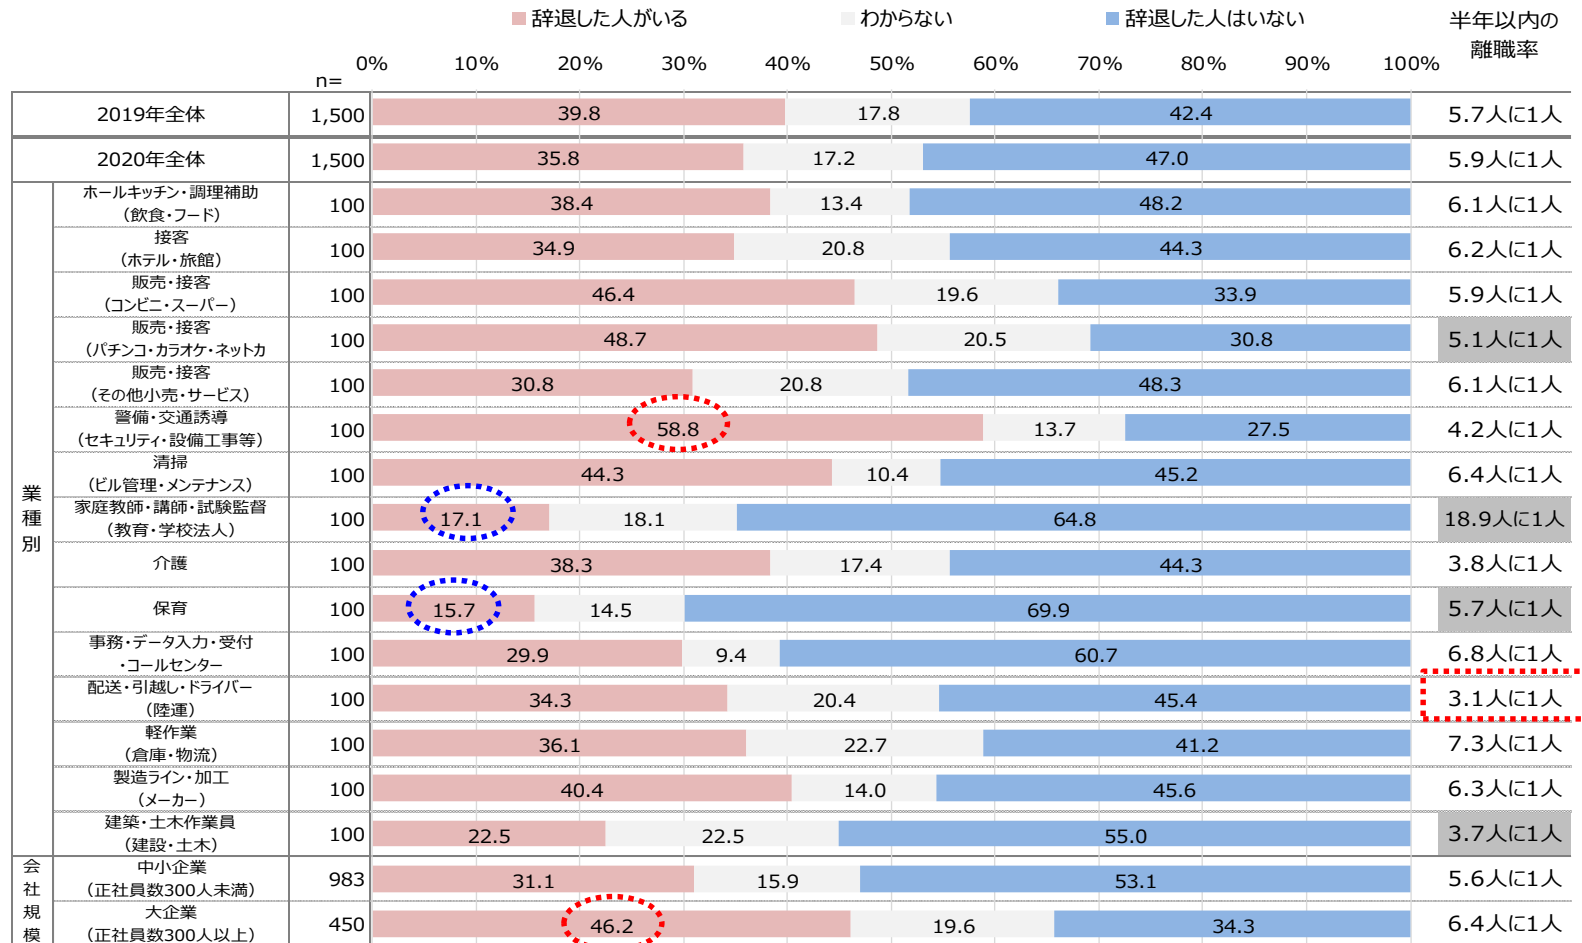 辞退した人がいる わからない 辞退した人はいない 半年以内の
離職率
n= 0% 10% 20% 30% 40% 50% 60% 70% 80% 90% 100%
2019年全体 1,500 39.8 17.8 42.4 5.7人に1人
2020年全体 1,500 35.8 17.2 47.0 5.9人に1人
業種別
ホールキッチン・調理補助
(飲食・フード) 100 38.4 13.4 48.2 6.1人に1人
接客
(ホテル・旅館) 100 34.9 20.8 44.3 6.2人に1人
販売・接客
(コンビニ・スーパー) 100 46.4 19.6 33.9 5.9人に1人
販売・接客
(パチンコ・カラオケ・ネットカ 100 48.7 20.5 30.8 5.1人に1人
販売・接客
(その他小売・サービス) 100 30.8 20.8 48.3 6.1人に1人
警備・交通誘導
(セキュリティ・設備工事等) 100 58.8 13.7 27.5 4.2人に1人
清掃
(ビル管理・メンテナンス) 100 44.3 10.4 45.2 6.4人に1人
家庭教師・講師・試験監督
(教育・学校法人) 100 17.1 18.1 64.8 18.9人に1人
介護 100 38.3 17.4 44.3 3.8人に1人
保育 100 15.7 14.5 69.9 5.7人に1人
事務・データ入力・受付
・コールセンター 100 29.9 9.4 60.7 6.8人に1人
配送・引越し・ドライバー
(陸運) 100 34.3 20.4 45.4 3.1人に1人
軽作業
(倉庫・物流) 100 36.1 22.7 41.2 7.3人に1人
製造ライン・加工
(メーカー) 100 40.4 14.0 45.6 6.3人に1人
建築・土木作業員
(建設・土木) 100 22.5 22.5 55.0 3.7人に1人
会社規模
中小企業
(正社員数300人未満) 983 31.1 15.9 53.1 5.6人に1人
大企業
(正社員数300人以上) 450 46.2 19.6 34.3 6.4人に1人